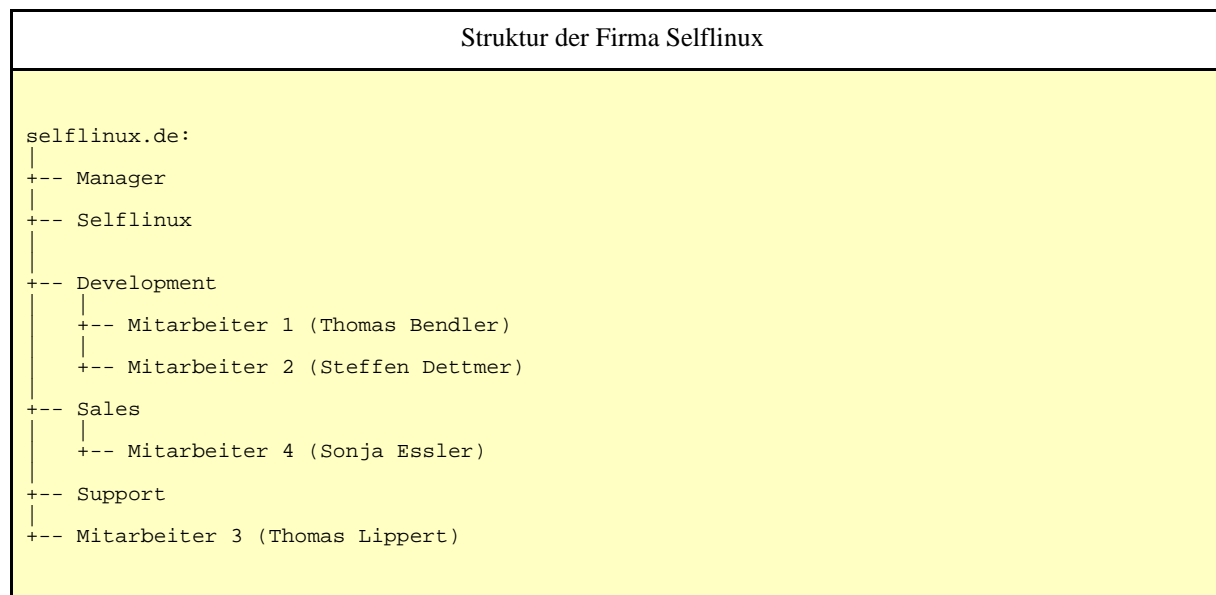 Struktur der Firma Selflinux
selflinux.de:
|
+-- Manager
|
+-- Selflinux
|
|
+-- Development
|   |
|   +-- Mitarbeiter 1 (Thomas Bendler)
|   |
|   +-- Mitarbeiter 2 (Steffen Dettmer)
|
+-- Sales
|   |
|   +-- Mitarbeiter 4 (Sonja Essler)
|
+-- Support
|
+-- Mitarbeiter 3 (Thomas Lippert)